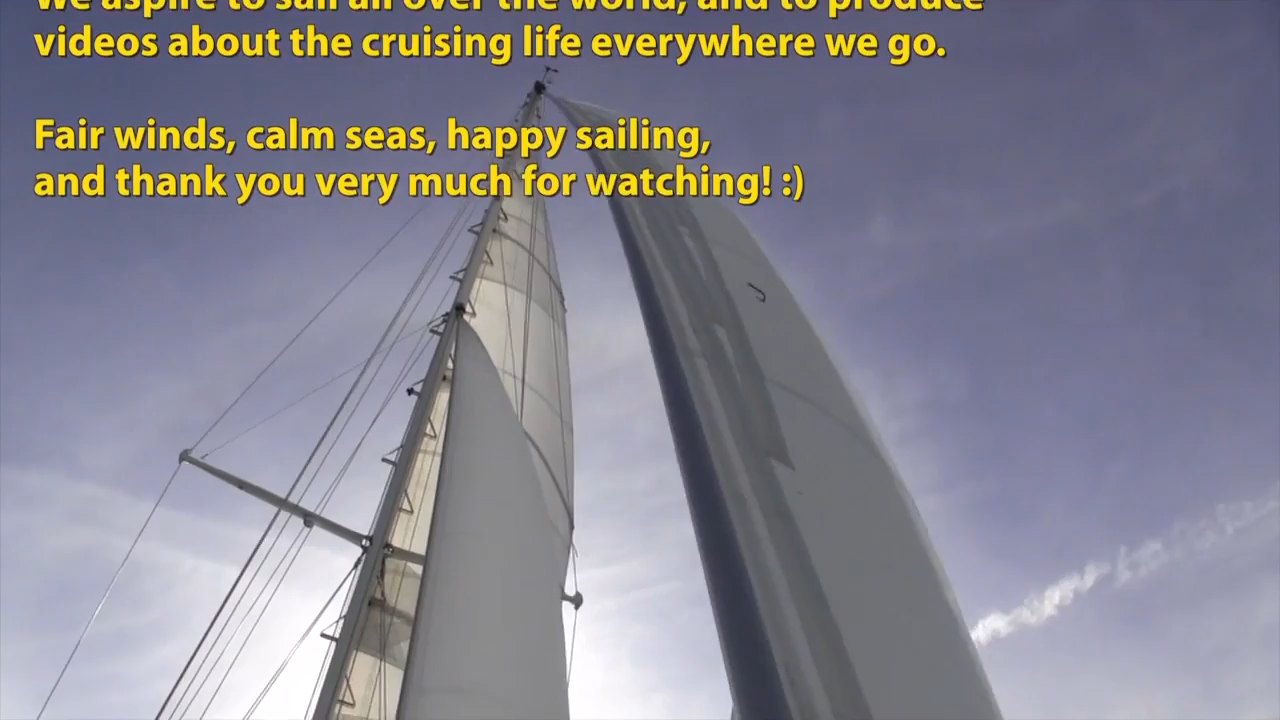 We aspire to sail all over the world, and to produce
videos about the cruising life everywhere we go.
Fair winds, calm seas, happy sailing,
and thank you very much for watching! :)